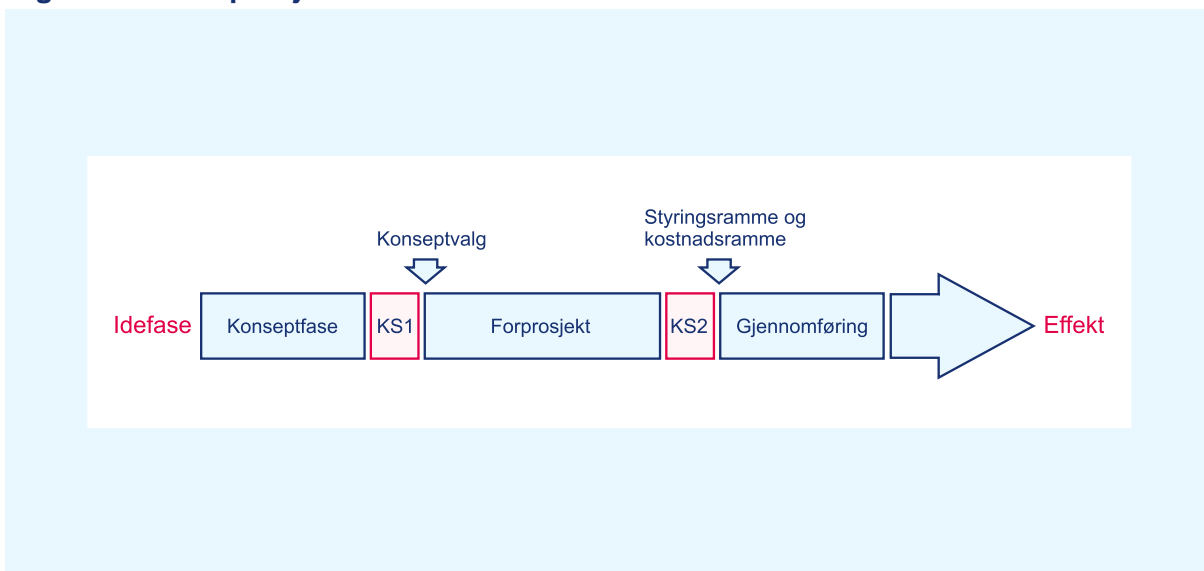 Konseptvalg
Styringsramme og
kostnadsramme
Idefase
Konseptfase
KS1
Forprosjekt
KS2
Gjennomføring
Effekt